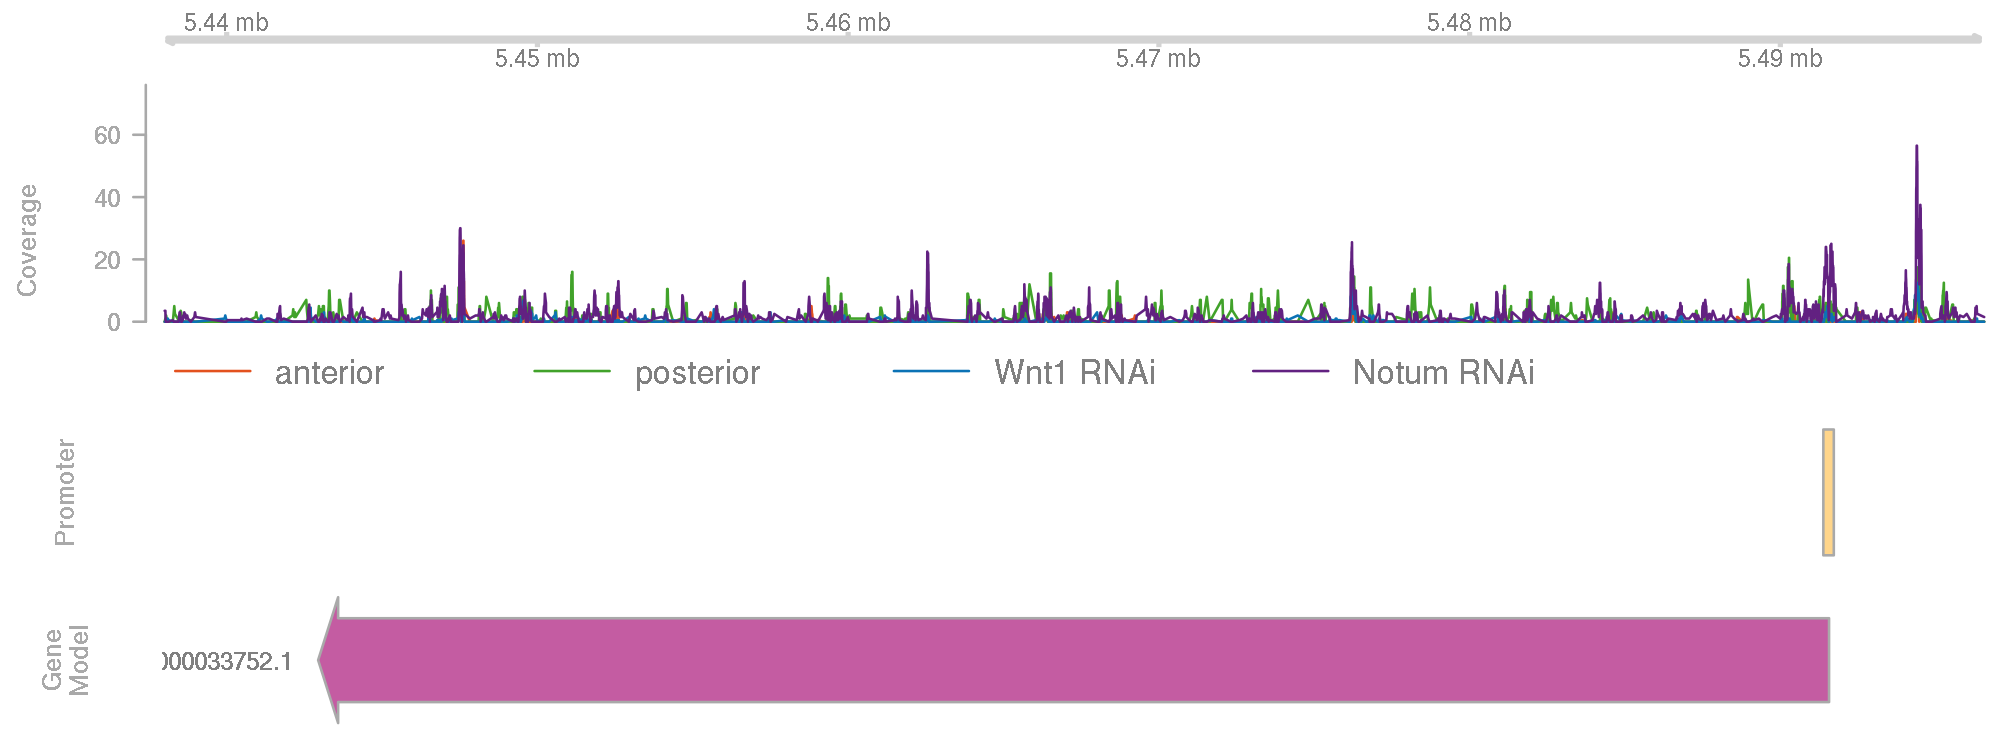 5.44 mb 5.46 mb 5.48 mb
5.45 mb 5.47 mb 5.49 mb
60
40
20
0
Coverage
anterior posterior Wnt1 RNAi Notum RNAi
Promoter
Gene
Model
000033752.1